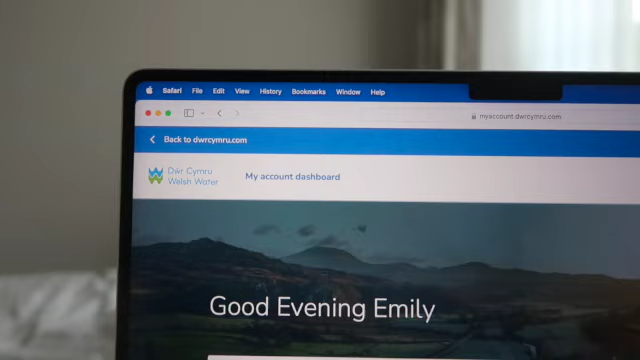 Safari File Edit View History Bookmarks Window Help
myaccount.dwrcymru.com
Back to dwrcymru.com
Dŵr Cymru
Welsh Water
My account dashboard
Good Evening Emily